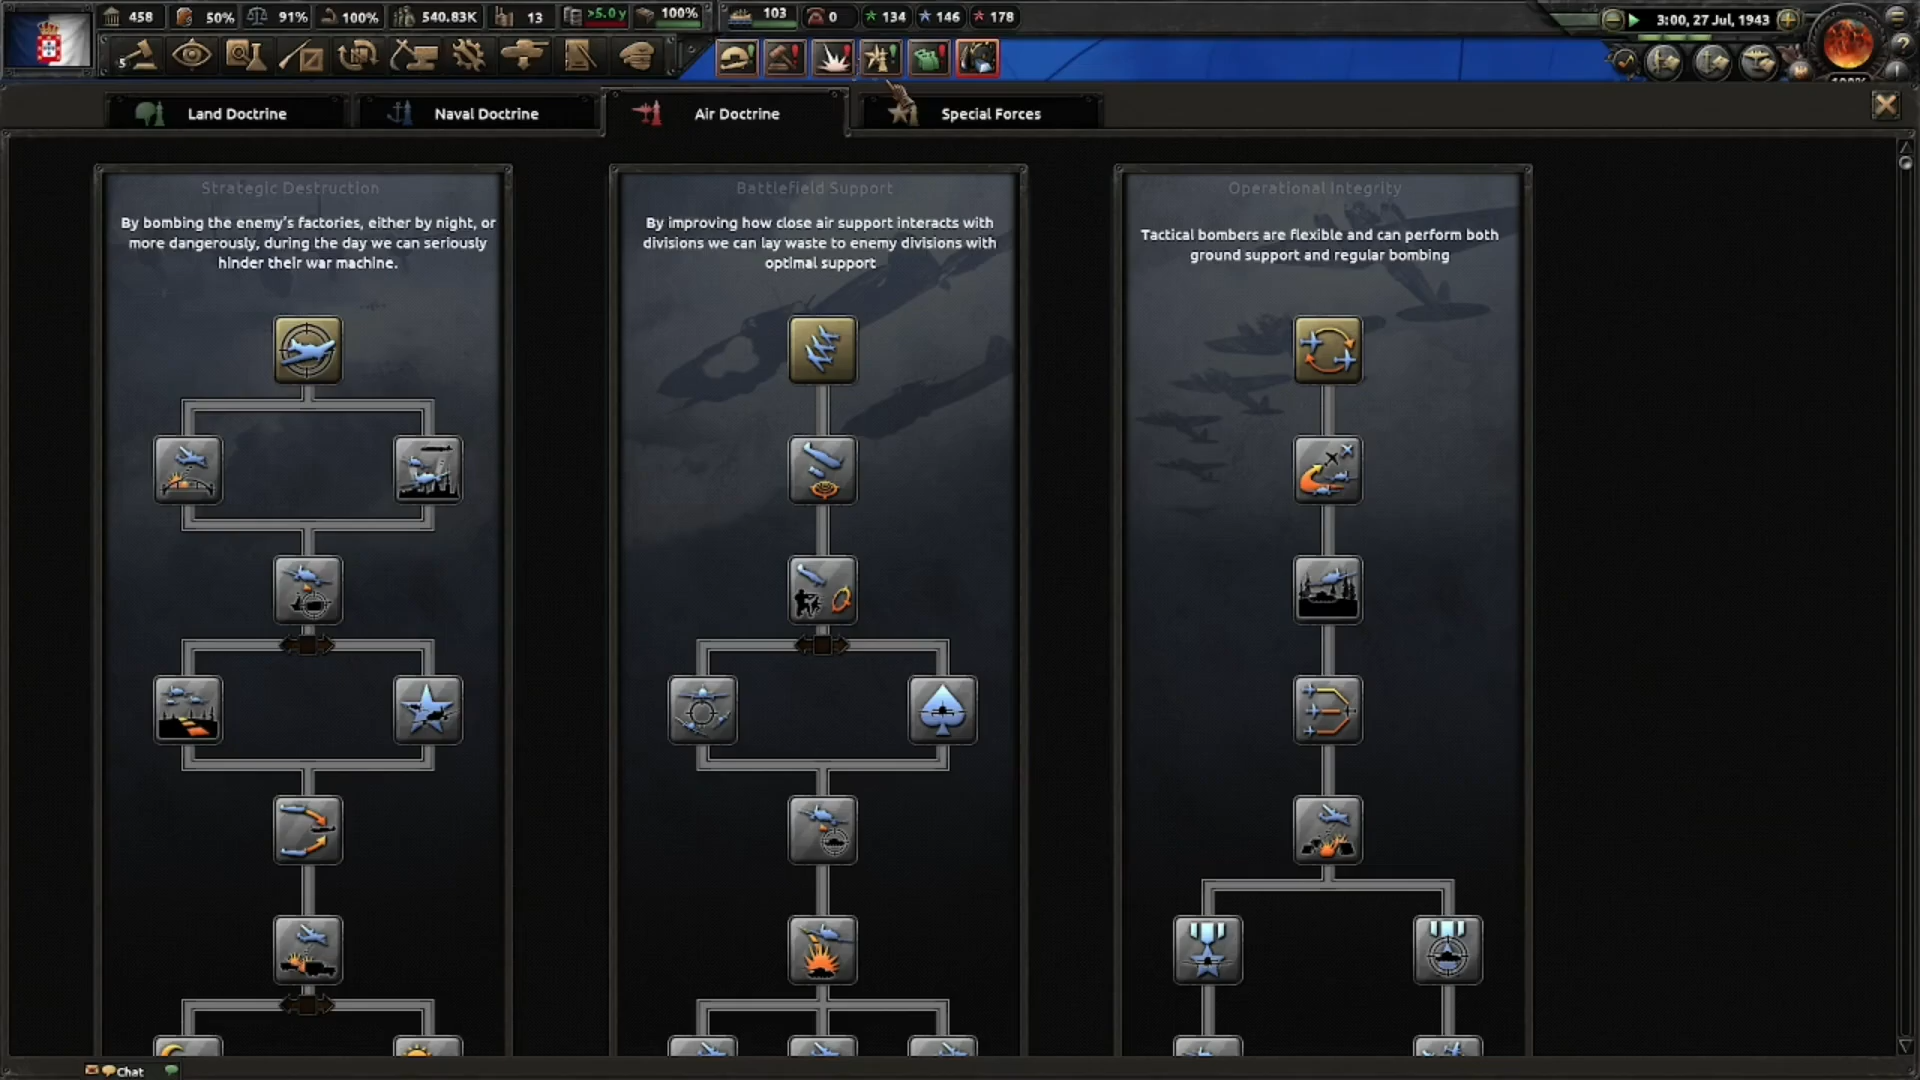 458
50%
91%
100%
540.83K
13
>5.0 y
100%
103
0
134
146
178
3:00, 27 Jul, 1943
5
?
Land Doctrine
Naval Doctrine
Air Doctrine
Special Forces
Strategic Destruction
By bombing the enemy's factories, either by night, or
more dangerously, during the day we can seriously
hinder their war machine.
Battlefield Support
By improving how close air support interacts with
divisions we can lay waste to enemy divisions with
optimal support
Operational Integrity
Tactical bombers are flexible and can perform both
ground support and regular bombing
Chat